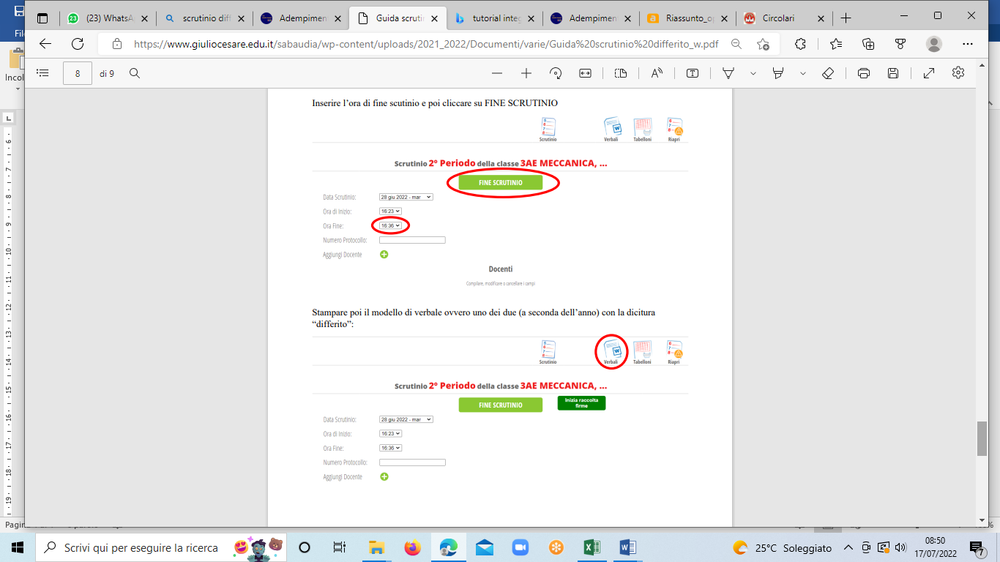 (23) WhatsA
scrutinio diff
Adempimen
Guida scrutin
tutorial integ
Adempimen
Riassunto_op
Circolari
Fil
https://www.giuliocesare.edu.it/sabaudia/wp-content/uploads/2021_2022/Documenti/varie/Guida%20scrutinio%20differito_w.pdf
Incol
8 di 9
Inserire l'ora di fine scutinio e poi cliccare su FINE SCRUTINIO
Scrutinio Verbali Tabelloni Riapri
Scrutinio 2º Periodo della classe 3AE MECCANICA, ...
FINE SCRUTINIO
Data Scrutinio: 28 giu 2022 - mar
Ora di Inizio: 16:23
Ora Fine: 16:36
Numero Protocollo:
Aggiungi Docente
Docenti
Compilare, modificare o cancellare i campi
Stampare poi il modello di verbale ovvero uno dei due (a seconda dell'anno) con la dicitura
“differito”:
Scrutinio Verbali Tabelloni Riapri
Scrutinio 2º Periodo della classe 3AE MECCANICA, ...
FINE SCRUTINIO
Inizia raccolta
firme
Data Scrutinio: 28 giu 2022 - mar
Ora di Inizio: 16:23
Ora Fine: 16:36
Numero Protocollo:
Aggiungi Docente
Scrivi qui per eseguire la ricerca
25°C Soleggiato
08:50
17/07/2022
7